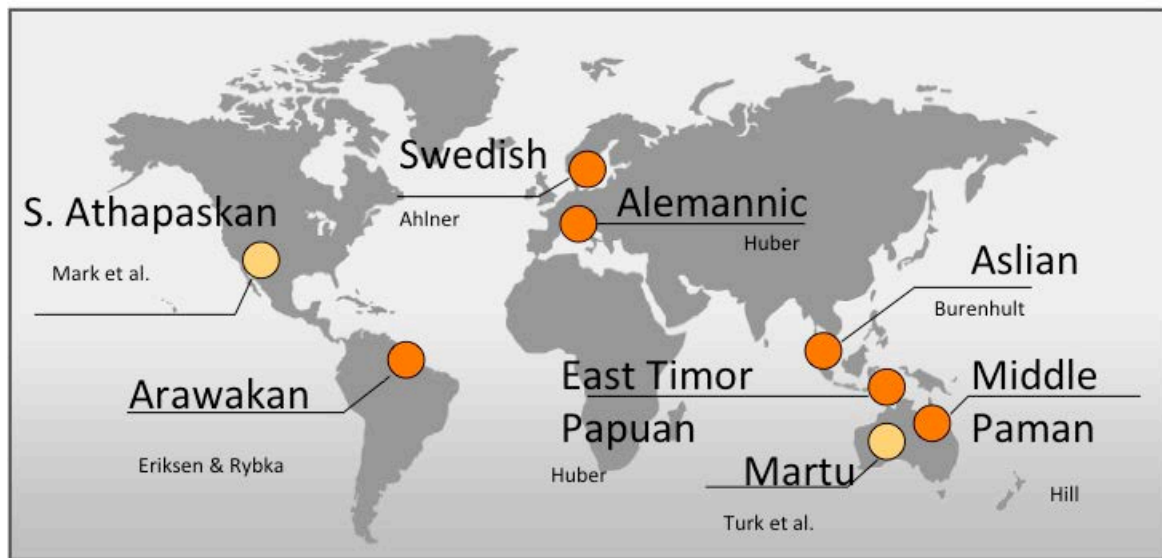 Swedish
Ahlner
Alemannic
Huber
S. Athapaskan
Mark et al.
Aslian
Burenhult
Arawakan
Eriksen & Rybka
East Timor
Papuan
Huber
Middle
Paman
Hill
Martu
Turk et al.